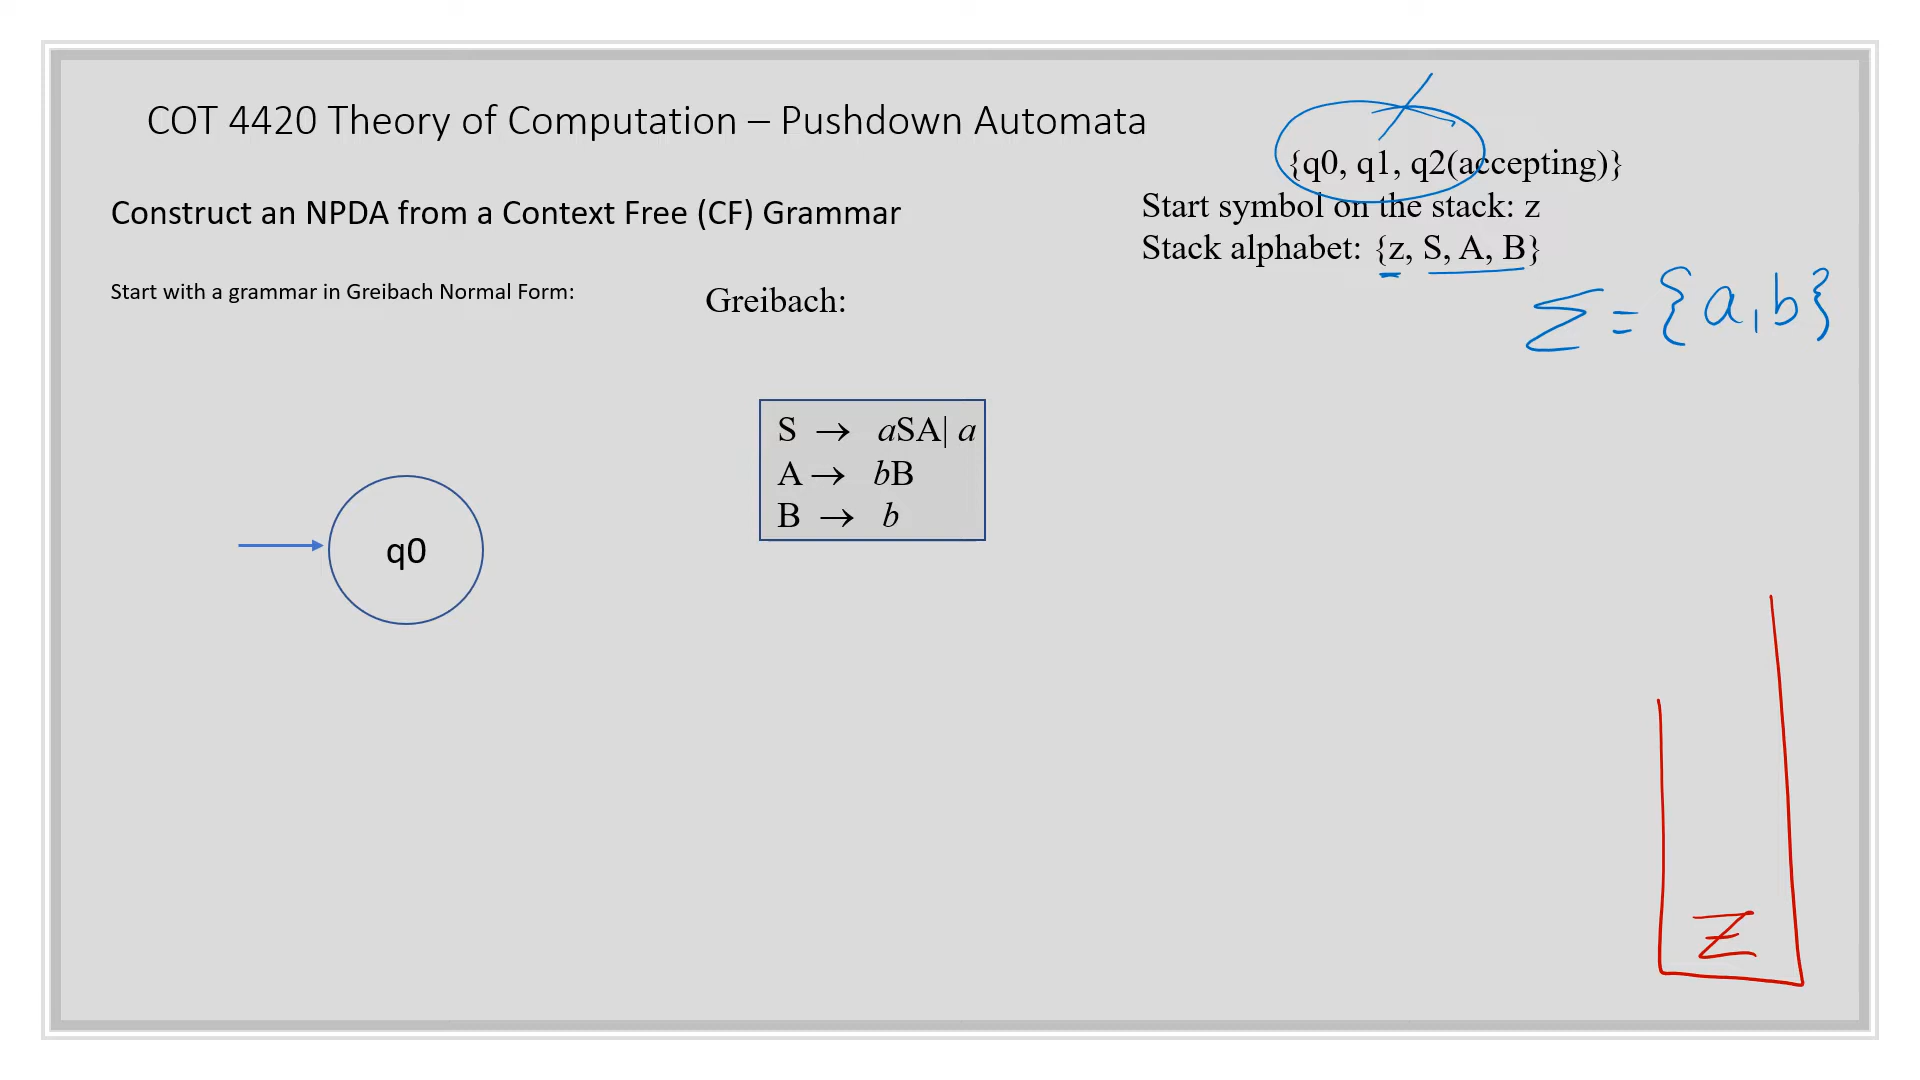 COT 4420 Theory of Computation – Pushdown Automata
{q0, q1, q2(accepting)}
Construct an NPDA from a Context Free (CF) Grammar
Start symbol on the stack: z
Stack alphabet: {z, S, A, B}
Start with a grammar in Greibach Normal Form:
Greibach:
Σ = {a, b}
S → aSA| a
A → bB
B → b
q0
Z